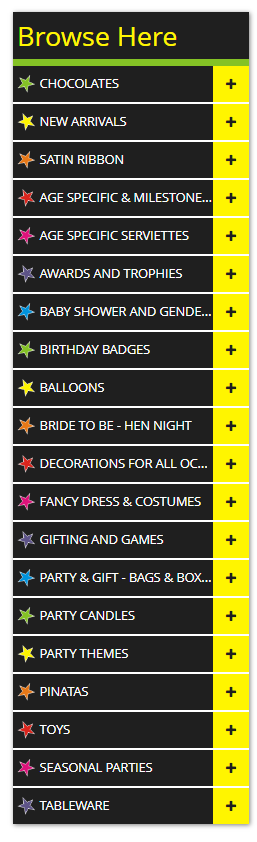 Browse Here
CHOCOLATES +
NEW ARRIVALS +
SATIN RIBBON +
AGE SPECIFIC & MILESTONE... +
AGE SPECIFIC SERVIETTES +
AWARDS AND TROPHIES +
BABY SHOWER AND GENDE... +
BIRTHDAY BADGES +
BALLOONS +
BRIDE TO BE - HEN NIGHT +
DECORATIONS FOR ALL OC... +
FANCY DRESS & COSTUMES +
GIFTING AND GAMES +
PARTY & GIFT - BAGS & BOX... +
PARTY CANDLES +
PARTY THEMES +
PINATAS +
TOYS +
SEASONAL PARTIES +
TABLEWARE +